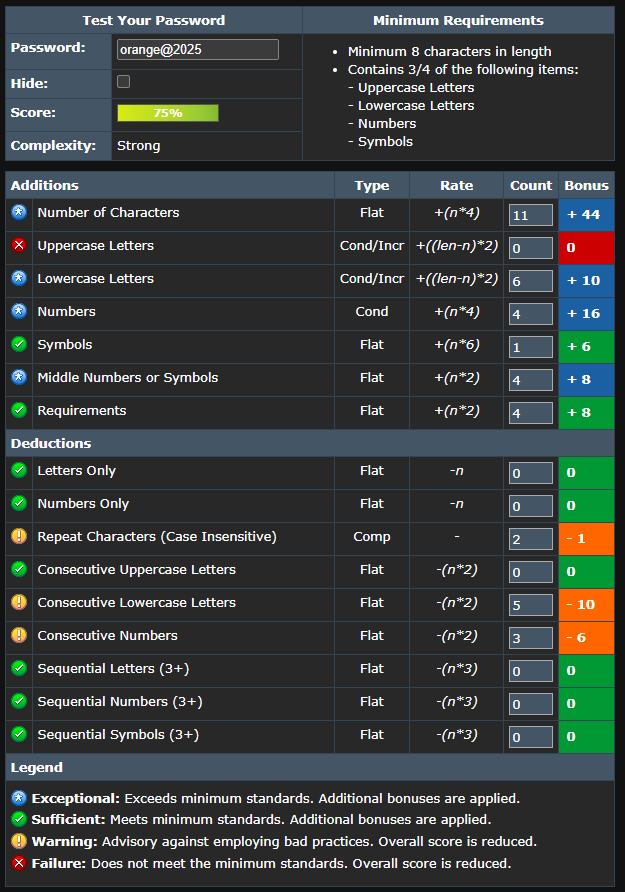 Test Your Password Minimum Requirements
Password: orange@2025
• Minimum 8 characters in length
• Contains 3/4 of the following items:
- Uppercase Letters
- Lowercase Letters
- Numbers
- Symbols
Hide:
Score: 75%
Complexity: Strong
Additions Type Rate Count Bonus
Number of Characters Flat +(n*4) 11 + 44
Uppercase Letters Cond/Incr +((len-n)*2) 0 0
Lowercase Letters Cond/Incr +((len-n)*2) 6 + 10
Numbers Cond +(n*4) 4 + 16
Symbols Flat +(n*6) 1 + 6
Middle Numbers or Symbols Flat +(n*2) 4 + 8
Requirements Flat +(n*2) 4 + 8
Deductions
Letters Only Flat -n 0 0
Numbers Only Flat -n 0 0
Repeat Characters (Case Insensitive) Comp - 2 - 1
Consecutive Uppercase Letters Flat -(n*2) 0 0
Consecutive Lowercase Letters Flat -(n*2) 5 - 10
Consecutive Numbers Flat -(n*2) 3 - 6
Sequential Letters (3+) Flat -(n*3) 0 0
Sequential Numbers (3+) Flat -(n*3) 0 0
Sequential Symbols (3+) Flat -(n*3) 0 0
Legend
Exceptional: Exceeds minimum standards. Additional bonuses are applied.
Sufficient: Meets minimum standards. Additional bonuses are applied.
Warning: Advisory against employing bad practices. Overall score is reduced.
Failure: Does not meet the minimum standards. Overall score is reduced.